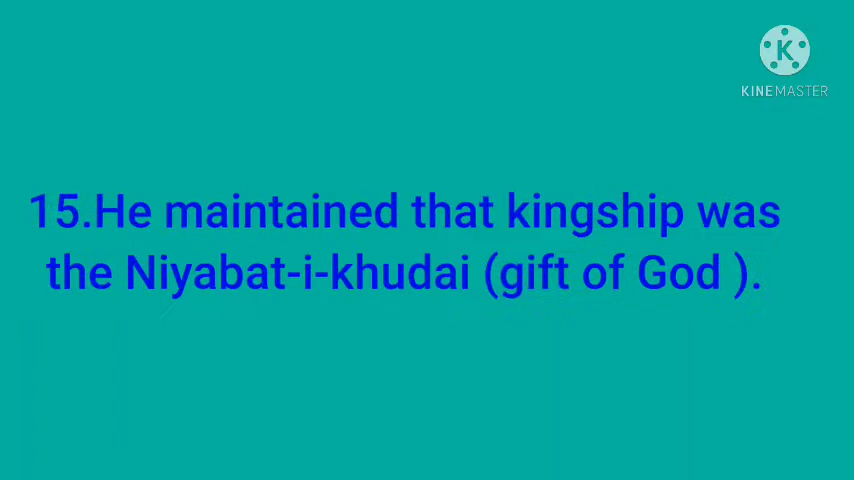 K
KINEMASTER
15.He maintained that kingship was
the Niyabat-i-khudai (gift of God ).